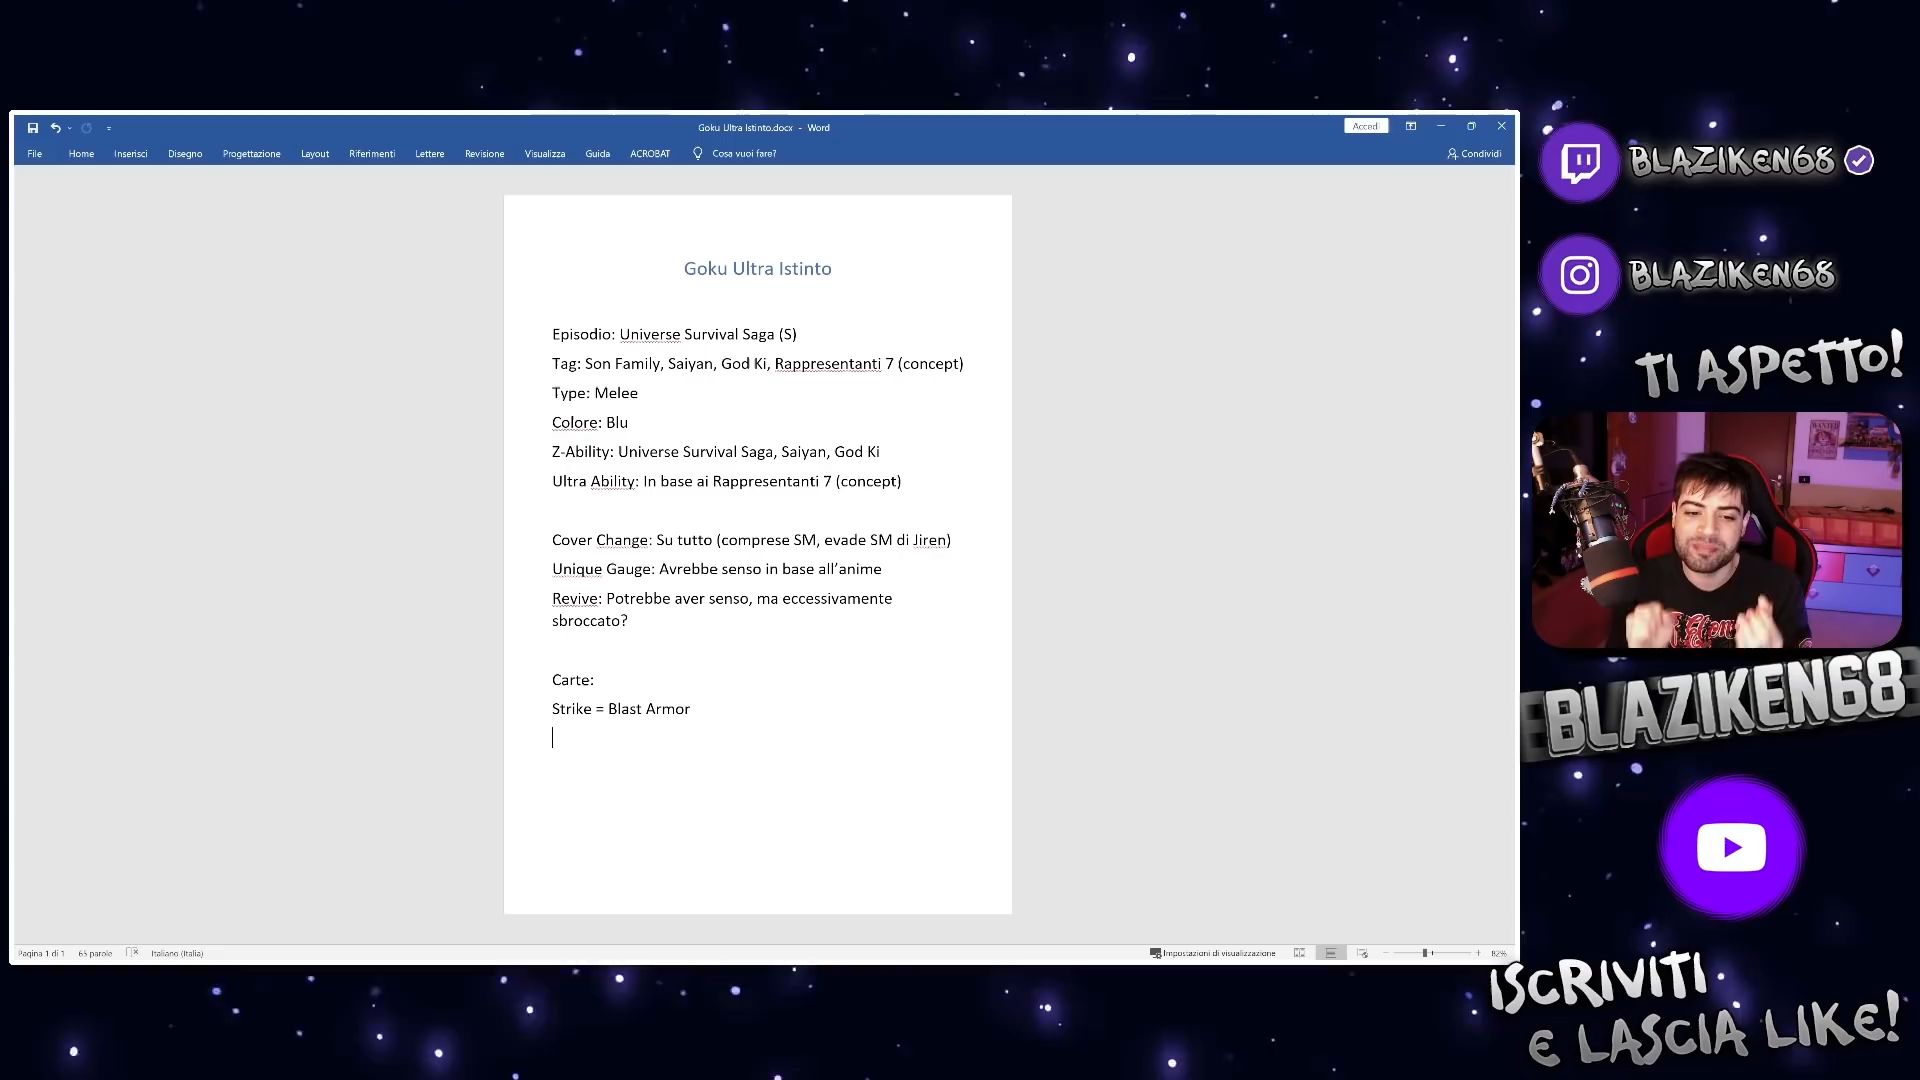 Goku Ultra Istinto.docx - Word
Accedi
File Home Inserisci Disegno Progettazione Layout Riferimenti Lettere Revisione Visualizza Guida ACROBAT Cosa vuoi fare? Condividi
Goku Ultra Istinto
Episodio: Universe Survival Saga (S)
Tag: Son Family, Saiyan, God Ki, Rappresentanti 7 (concept)
Type: Melee
Colore: Blu
Z-Ability: Universe Survival Saga, Saiyan, God Ki
Ultra Ability: In base ai Rappresentanti 7 (concept)
Cover Change: Su tutto (comprese SM, evade SM di Jiren)
Unique Gauge: Avrebbe senso in base all’anime
Revive: Potrebbe aver senso, ma eccessivamente
sbroccato?
Carte:
Strike = Blast Armor
Pagina 1 di 1 65 parole Italiano (Italia) Impostazioni di visualizzazione 82%
BLAZIKEN68
BLAZIKEN68
TI ASPETTO!
WANTED
BLAZIKEN68
ISCRIVITI
E LASCIA LIKE!